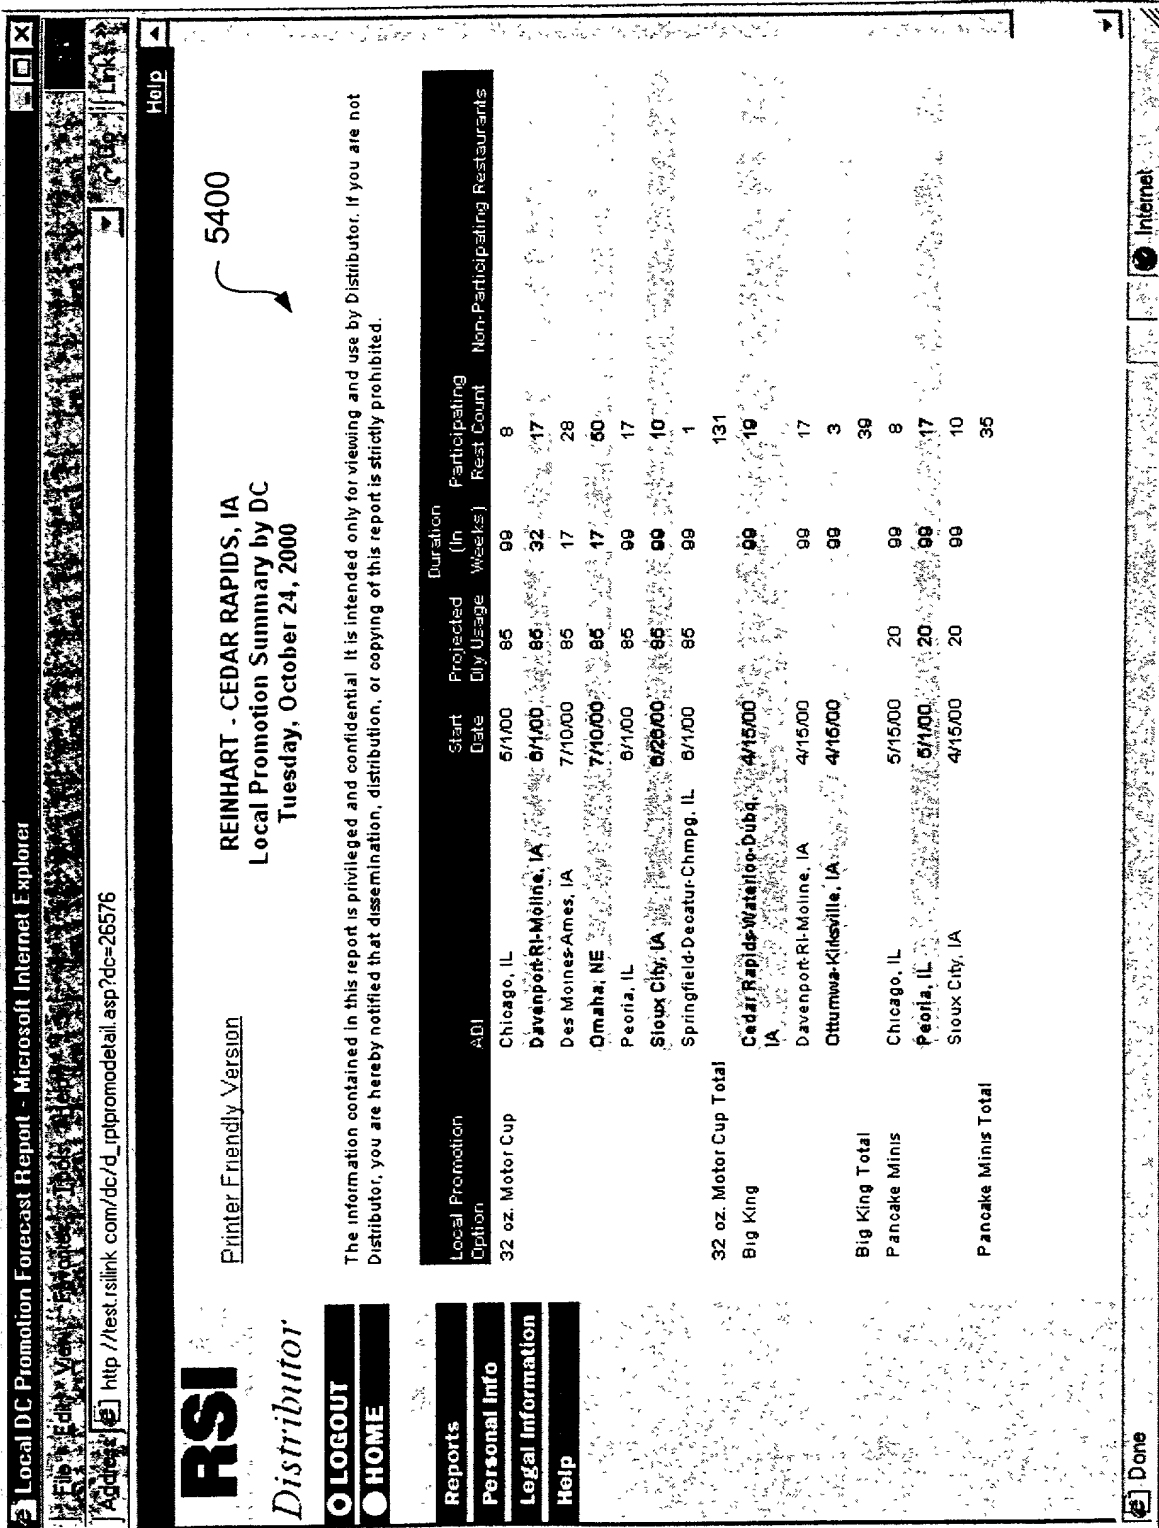 Local DC Promotion Forecast Report - Microsoft Internet Explorer
File Edit View Favorites Tools Help
Address http //test.rsilink com/dc/d_rptpromodetail.asp?dc=26576 Go Links »
Help
RSI
Distributor
LOGOUT
HOME
Reports
Personal Info
Legal Information
Help
Printer Friendly Version
REINHART - CEDAR RAPIDS, IA
Local Promotion Summary by DC
Tuesday, October 24, 2000
5400
The information contained in this report is privileged and confidential It is intended only for viewing and use by Distributor. If you are not
Distributor, you are hereby notified that dissemination, distribution, or copying of this report is strictly prohibited.
Local Promotion Option ADI Start Date Projected Dly Usage Duration (In Weeks) Participating Rest Count Non-Participating Restaurants
32 oz. Motor Cup Chicago, IL 5/1/00 85 99 8
Davenport-RI-Moline, IA 6/1/00 85 32 17
Des Moines-Ames, IA 7/10/00 85 17 28
Omaha, NE 7/10/00 85 17 50
Peoria, IL 6/1/00 85 99 17
Sioux City, IA 6/26/00 85 99 10
Springfield-Decatur-Chmpg, IL 6/1/00 85 99 1
32 oz. Motor Cup Total 131
Big King Cedar Rapids-Waterloo-Dubq, 4/15/00 99 19
IA
Davenport-RI-Moline, IA 4/15/00 99 17
Ottumwa-Kirksville, IA 4/15/00 99 3
Big King Total 39
Pancake Minis Chicago, IL 5/15/00 20 99 8
Peoria, IL 5/1/00 20 99 17
Sioux City, IA 4/15/00 20 99 10
Pancake Minis Total 35
Done Internet